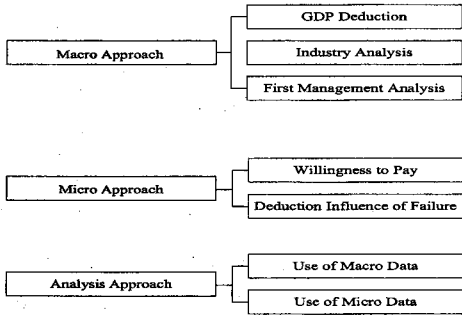 GDP Deduction
Macro Approach
Industry Analysis
First Management Analysis
Micro Approach
Willingness to Pay
Deduction Influence of Failure
Analysis Approach
Use of Macro Data
Use of Micro Data